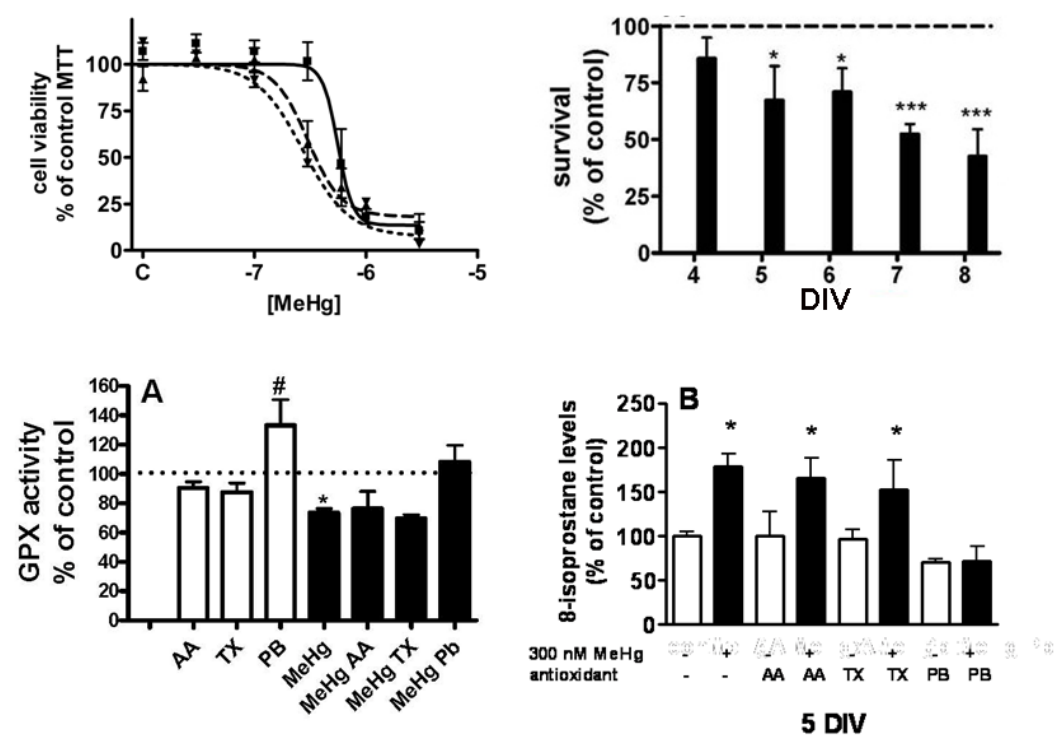 cell viability
% of control MTT
100
75
50
25
0
C
-7
-6
-5
[MeHg]
survival
(% of control)
100
75
50
25
0
*
*
***
***
4
5
6
7
8
DIV
A
GPX activity
% of control
160
140
120
100
80
60
40
20
0
#
*
AA
TX
PB
MeHg
MeHg AA
MeHg TX
MeHg Pb
B
8-isoprostane levels
(% of control)
250
200
150
100
50
0
*
*
*
300 nM MeHg - + - + - + - +
antioxidant - - AA AA TX TX PB PB
5 DIV